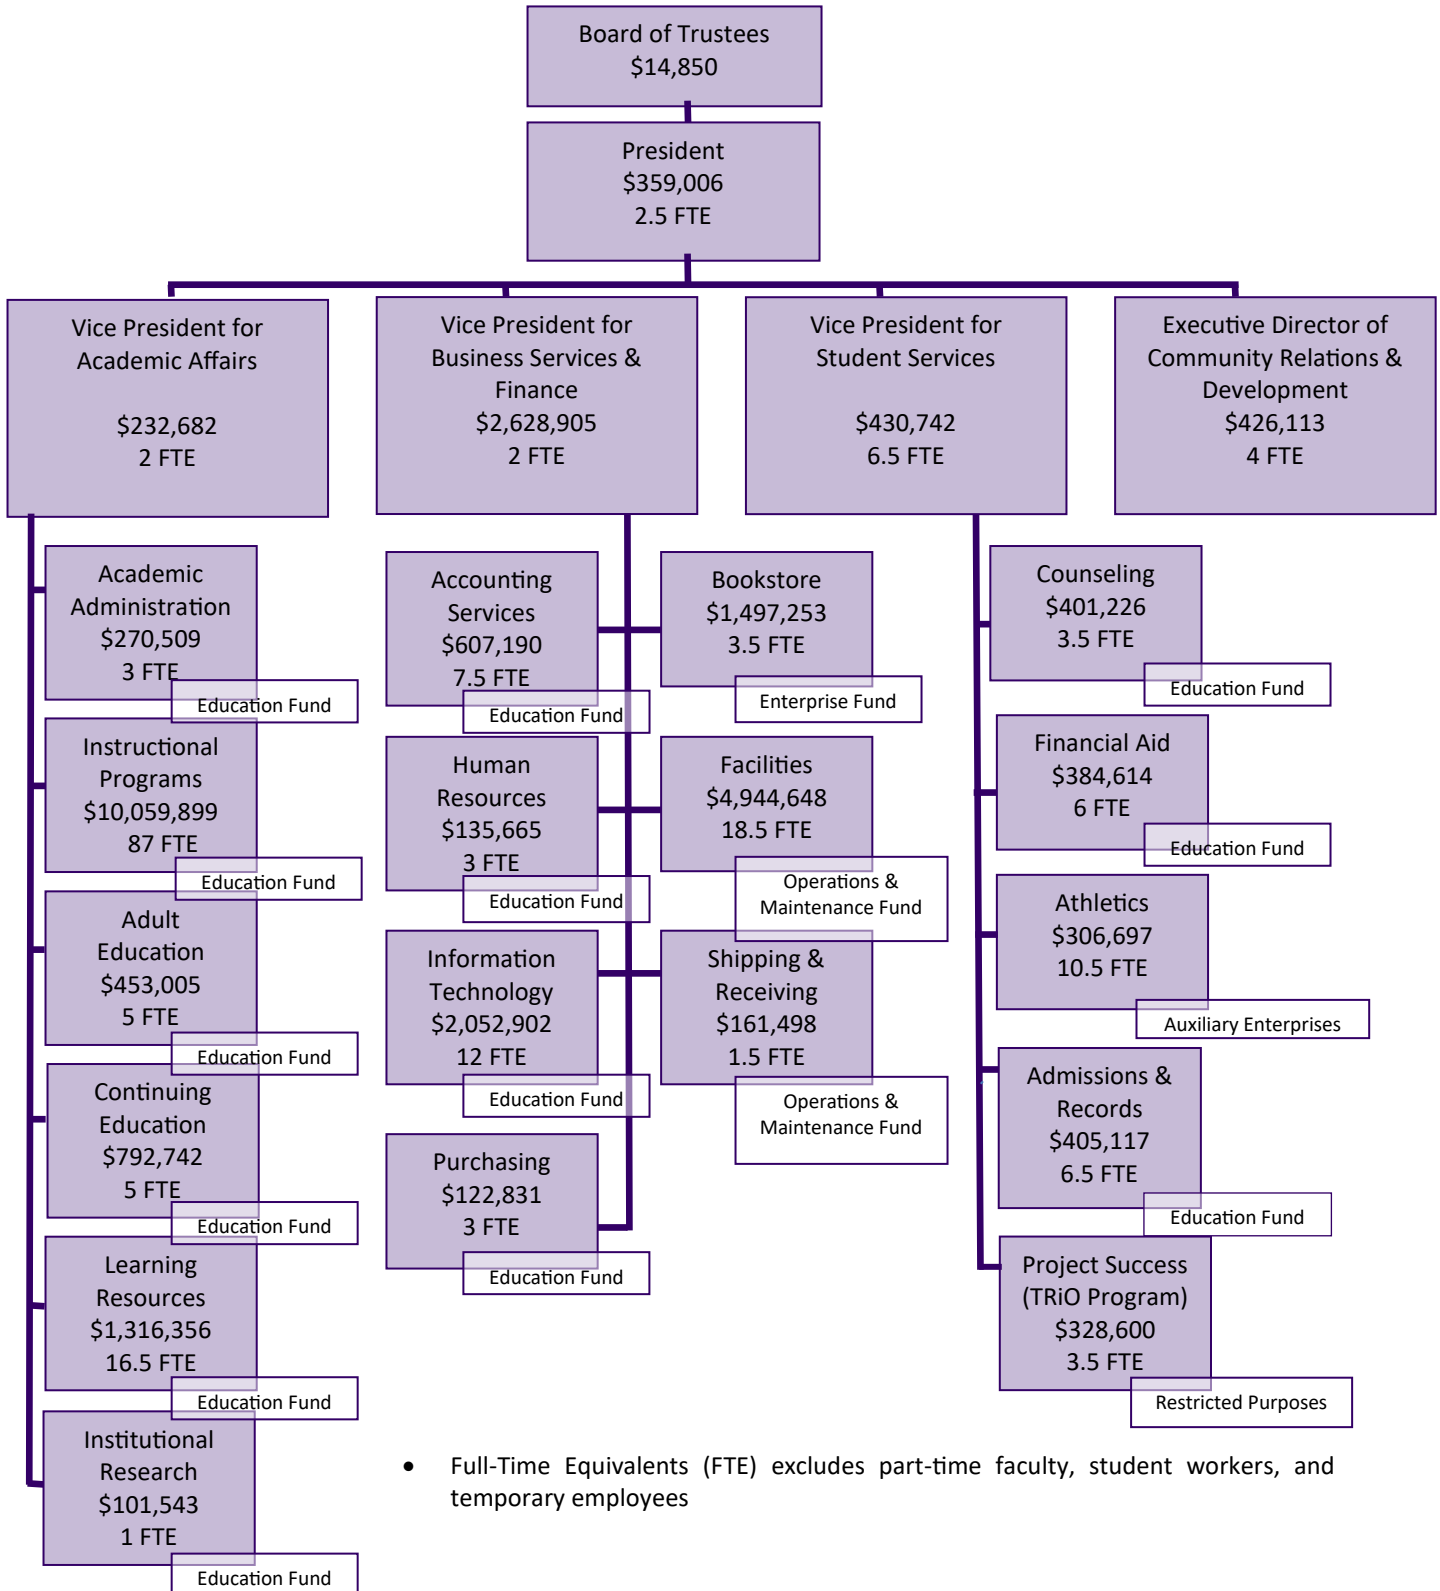 Board of Trustees
$14,850
President
$359,006
2.5 FTE
Vice President for
Academic Affairs
$232,682
2 FTE
Vice President for
Business Services &
Finance
$2,628,905
2 FTE
Vice President for
Student Services
$430,742
6.5 FTE
Executive Director of
Community Relations &
Development
$426,113
4 FTE
Academic
Administration
$270,509
3 FTE
Education Fund
Instructional
Programs
$10,059,899
87 FTE
Education Fund
Adult
Education
$453,005
5 FTE
Education Fund
Continuing
Education
$792,742
5 FTE
Education Fund
Learning
Resources
$1,316,356
16.5 FTE
Education Fund
Institutional
Research
$101,543
1 FTE
Education Fund
Accounting
Services
$607,190
7.5 FTE
Education Fund
Human
Resources
$135,665
3 FTE
Education Fund
Information
Technology
$2,052,902
12 FTE
Education Fund
Purchasing
$122,831
3 FTE
Education Fund
Bookstore
$1,497,253
3.5 FTE
Enterprise Fund
Facilities
$4,944,648
18.5 FTE
Operations &
Maintenance Fund
Shipping &
Receiving
$161,498
1.5 FTE
Operations &
Maintenance Fund
Counseling
$401,226
3.5 FTE
Education Fund
Financial Aid
$384,614
6 FTE
Education Fund
Athletics
$306,697
10.5 FTE
Auxiliary Enterprises
Admissions &
Records
$405,117
6.5 FTE
Education Fund
Project Success
(TRiO Program)
$328,600
3.5 FTE
Restricted Purposes
• Full-Time Equivalents (FTE) excludes part-time faculty, student workers, and
temporary employees